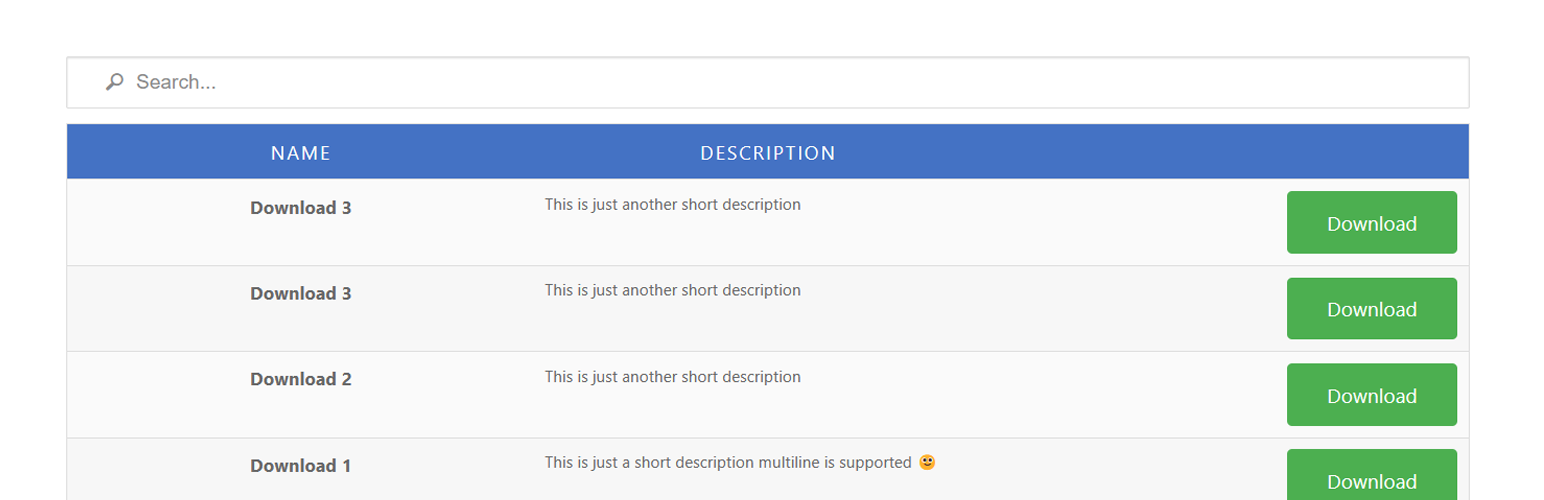 Search...
NAME DESCRIPTION
Download 3 This is just another short description Download
Download 3 This is just another short description Download
Download 2 This is just another short description Download
Download 1 This is just a short description multiline is supported 🙂 Download